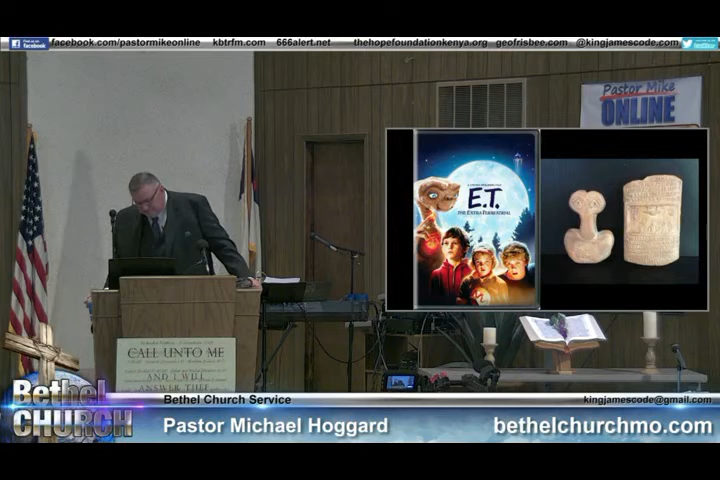 facebook.com/pastormikeonline kbtrfm.com 666alert.net thehopefoundationkenya.org geofrisbee.com @kingjamescode.com
facebook
Pastor Mike
ONLINE
E.T.
THE EXTRA-TERRESTRIAL
CALL UNTO ME
AND I WILL
ANSWER THEE
Bethel
CHURCH
Bethel Church Service kingjamescode@gmail.com
Pastor Michael Hoggard bethelchurchmo.com